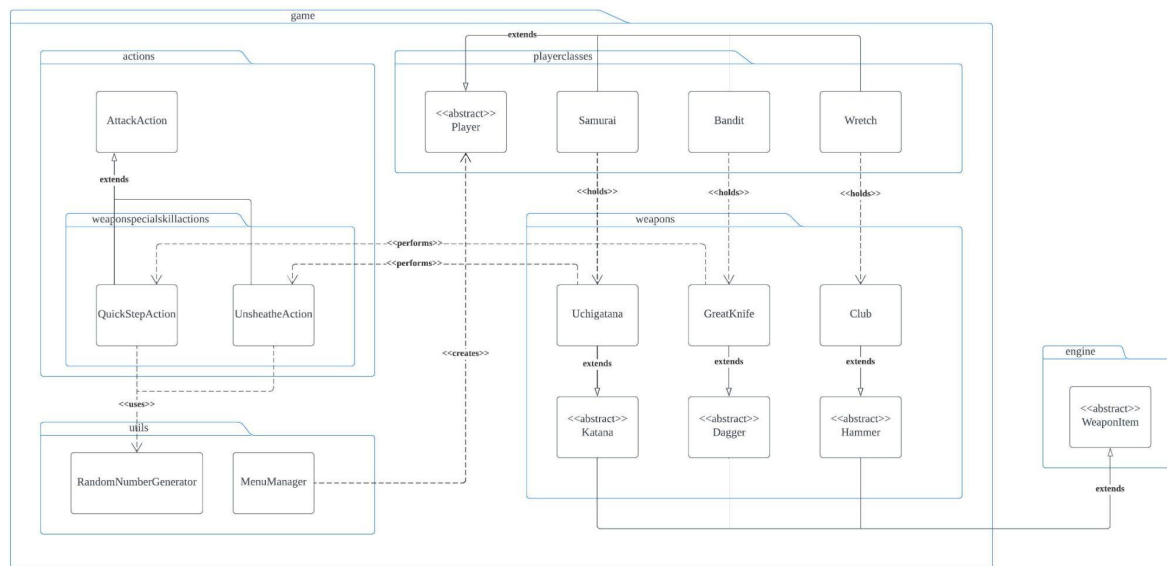 game
actions
playerclasses
extends
AttackAction
<<abstract>>
Player
Samurai
Bandit
Wretch
extends
<<holds>>
<<holds>>
<<holds>>
weaponspecialskillactions
weapons
<<performs>>
<<performs>>
QuickStepAction
UnsheatheAction
Uchigatana
GreatKnife
Club
<<creates>>
extends
extends
extends
engine
<<uses>>
<<abstract>>
Katana
<<abstract>>
Dagger
<<abstract>>
Hammer
<<abstract>>
WeaponItem
utils
RandomNumberGenerator
MenuManager
extends